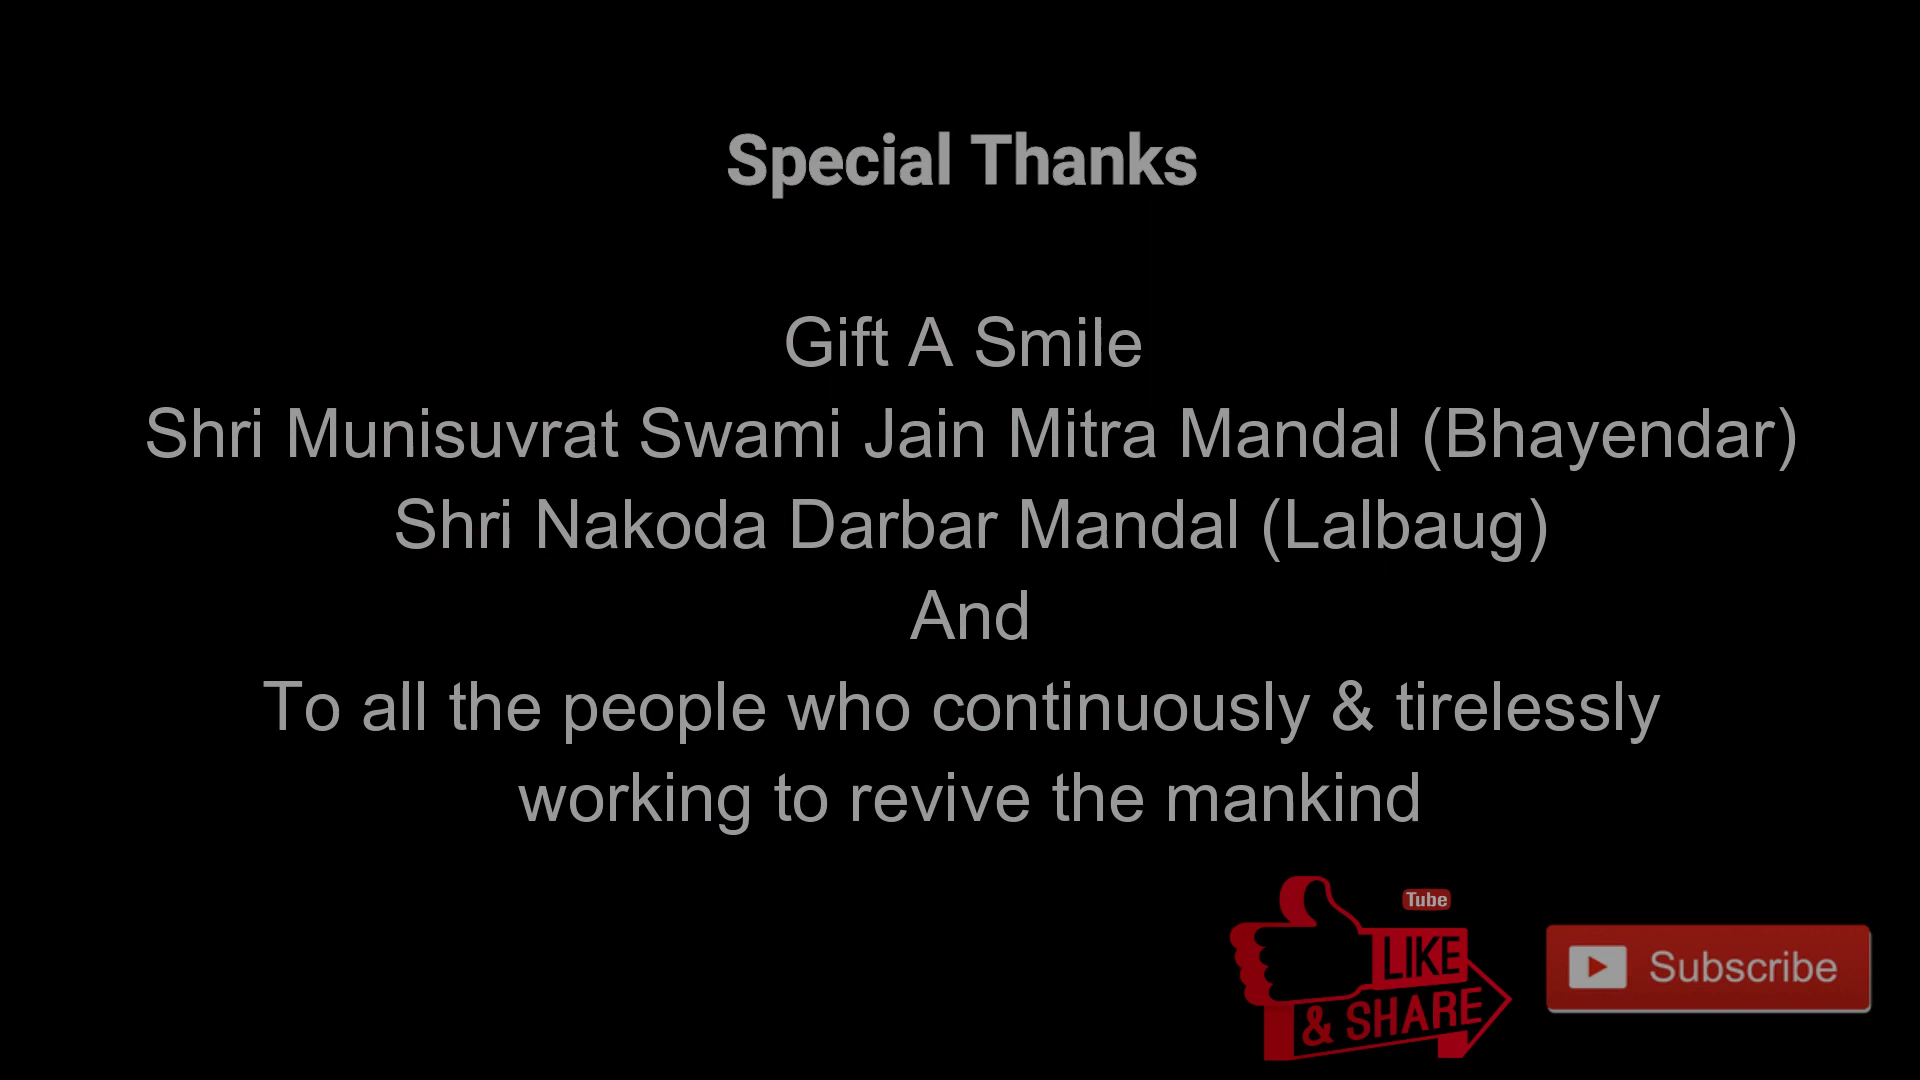 Special Thanks
Gift A Smile
Shri Munisuvrat Swami Jain Mitra Mandal (Bhayendar)
Shri Nakoda Darbar Mandal (Lalbaug)
And
To all the people who continuously & tirelessly
working to revive the mankind
Tube
LIKE
& SHARE
Subscribe